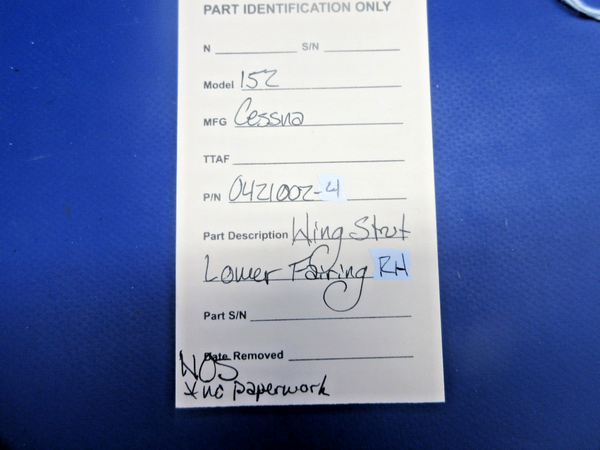 PART IDENTIFICATION ONLY
N S/N
Model 152
MFG Cessna
TTAF
P/N 0421002-4
Part Description Wing Strut
Lower Fairing RH
Part S/N
Date Removed
NOS
*no paperwork